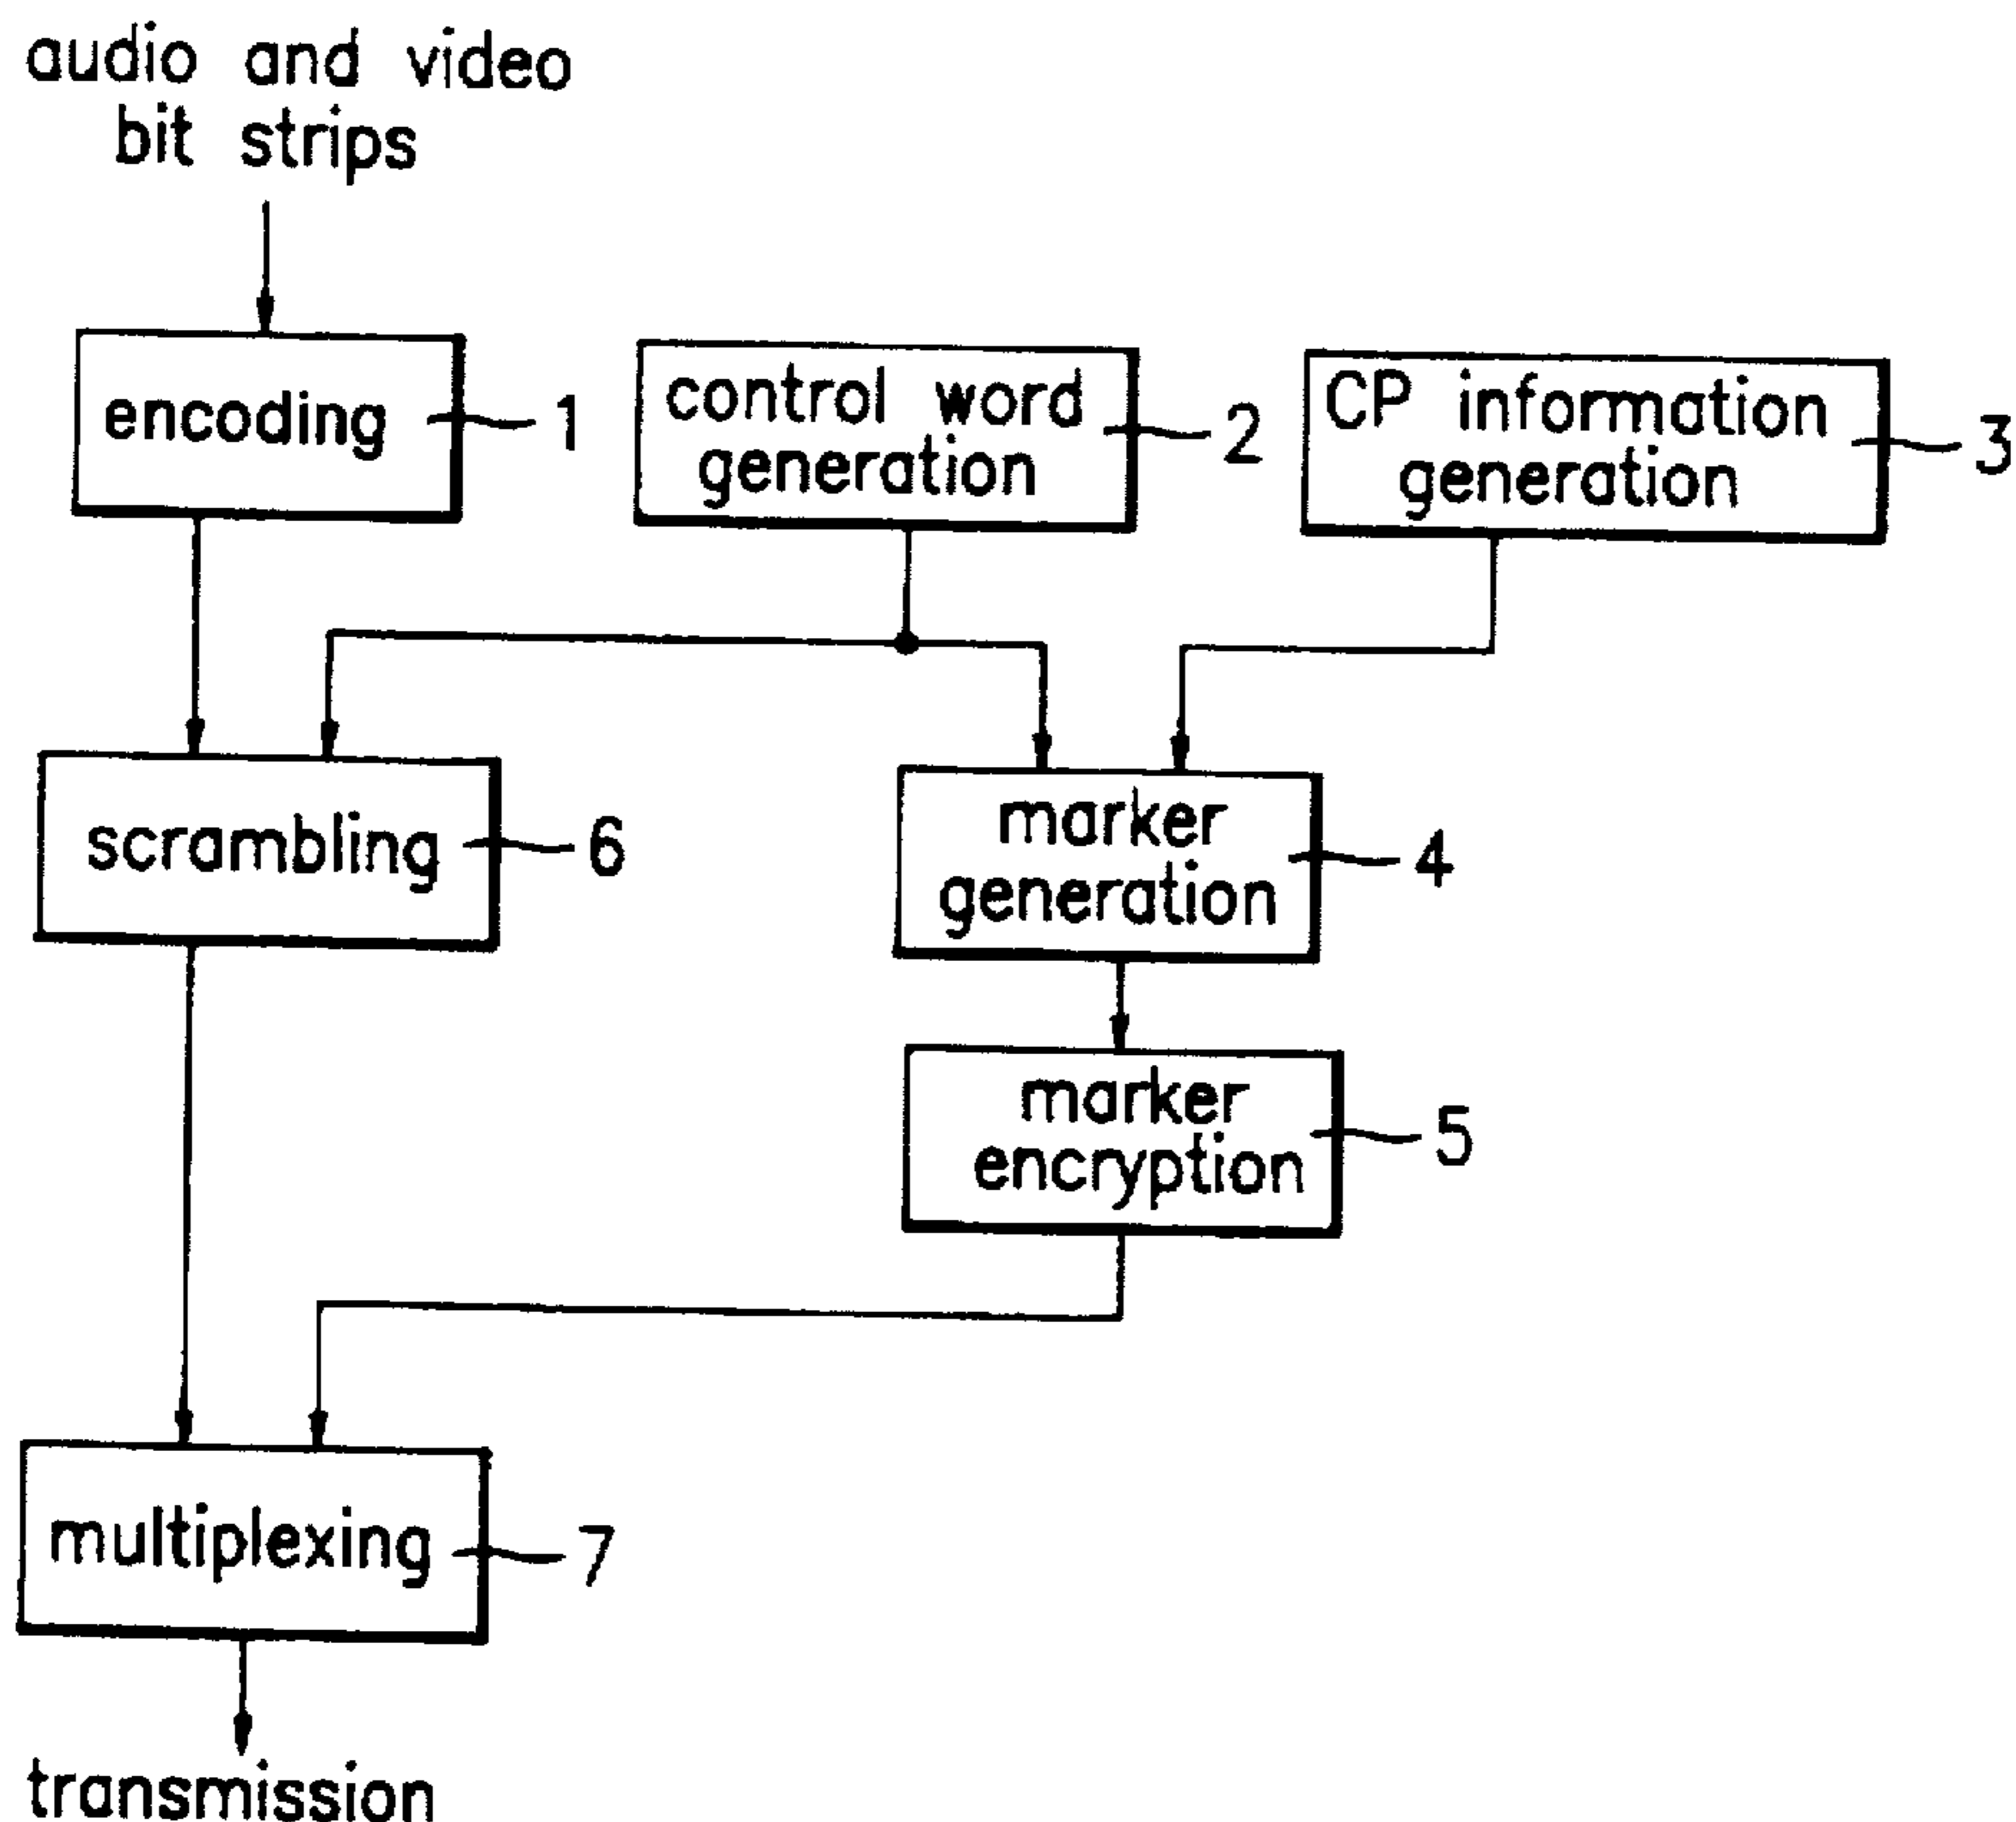 audio and video
bit strips
encoding
1
control word
generation
2
CP information
generation
3
scrambling
6
marker
generation
4
marker
encryption
5
multiplexing
7
transmission